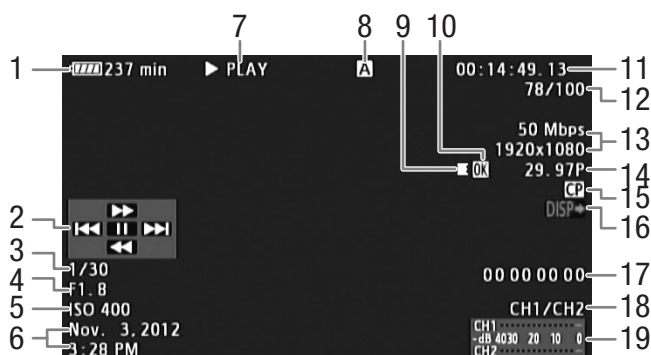 7 8 9 10
1 237 min PLAY A 00:14:49.13 11
78/100 12
50 Mbps 13
1920x1080
9 OK 29.97P 14
CP 15
DISP 16
2
3 1/30
4 F1.8 00 00 00 00 17
5 ISO 400 CH1/CH2 18
6 Nov. 3, 2012 CH1
-dB 40 30 20 10 0 19
3:28 PM CH2